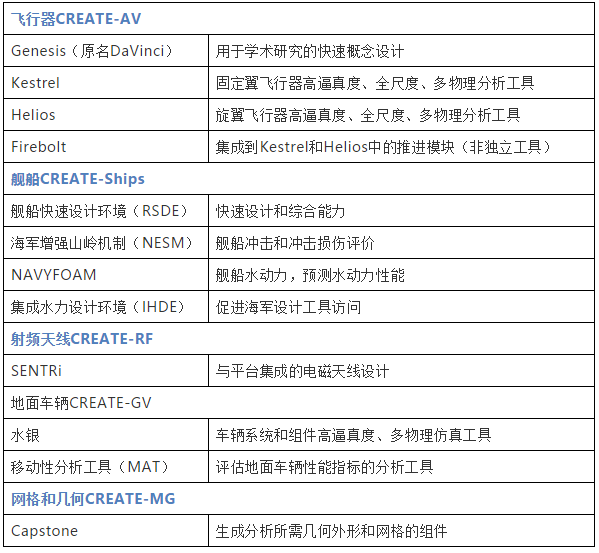 飞行器CREATE-AV
Genesis（原名DaVinci） 用于学术研究的快速概念设计
Kestrel 固定翼飞行器高逼真度、全尺度、多物理分析工具
Helios 旋翼飞行器高逼真度、全尺度、多物理分析工具
Firebolt 集成到Kestrel和Helios中的推进模块（非独立工具）
舰船CREATE-Ships
舰船快速设计环境（RSDE） 快速设计和综合能力
海军增强山岭机制（NESM） 舰船冲击和冲击损伤评价
NAVYFOAM 舰船水动力，预测水动力性能
集成水力设计环境（IHDE） 促进海军设计工具访问
射频天线CREATE-RF
SENTRi 与平台集成的电磁天线设计
地面车辆CREATE-GV
水银 车辆系统和组件高逼真度、多物理仿真工具
移动性分析工具（MAT） 评估地面车辆性能指标的分析工具
网格和几何CREATE-MG
Capstone 生成分析所需几何外形和网格的组件